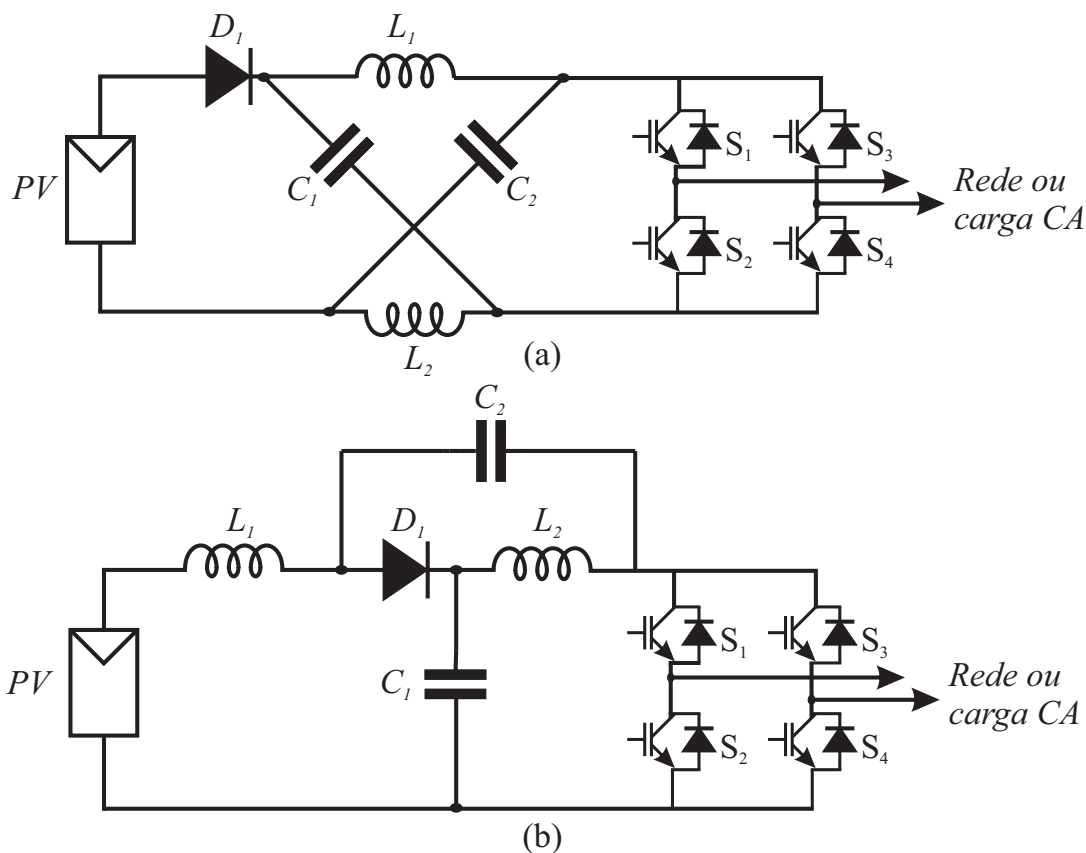 D₁
L₁
PV
C₁
C₂
S₁
S₃
Rede ou
carga CA
S₂
S₄
L₂
(a)
C₂
L₁
D₁
L₂
PV
C₁
S₁
S₃
Rede ou
carga CA
S₂
S₄
(b)